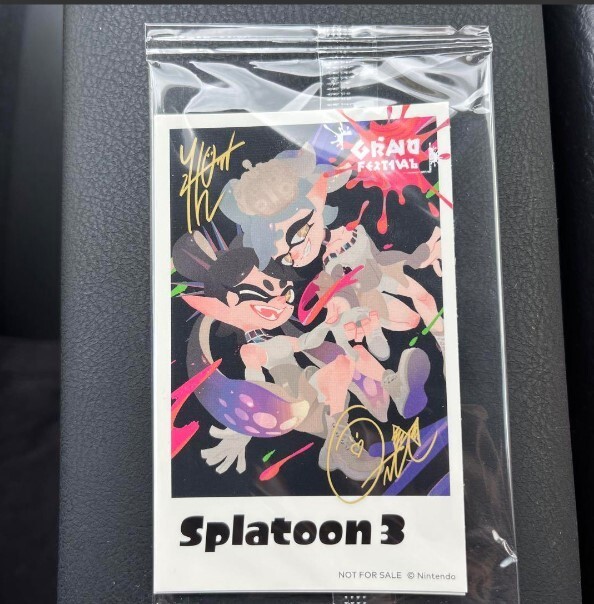 GRAND
FESTIVAL
Splatoon 3
NOT FOR SALE © Nintendo